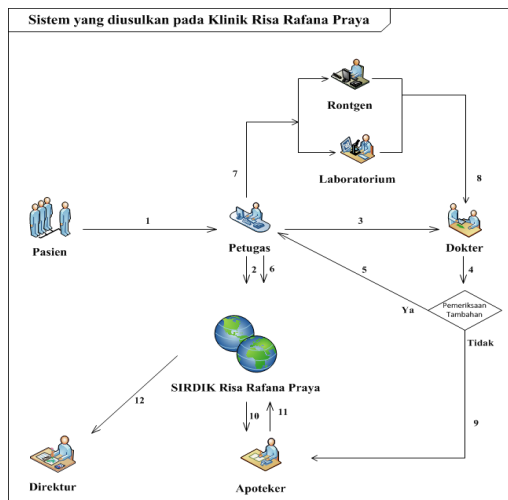 Sistem yang diusulkan pada Klinik Risa Rafana Praya
Rontgen
Laboratorium
7
8
1
3
Pasien
Petugas
Dokter
2
6
5
4
Ya
Pemeriksaan
Tambahan
Tidak
SIRDIK Risa Rafana Praya
12
10
11
9
Direktur
Apoteker